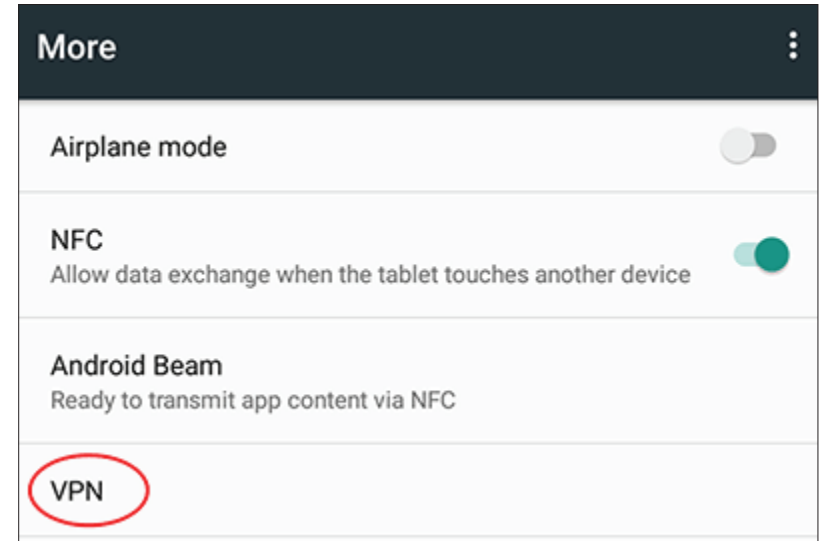 More
Airplane mode
NFC
Allow data exchange when the tablet touches another device
Android Beam
Ready to transmit app content via NFC
VPN